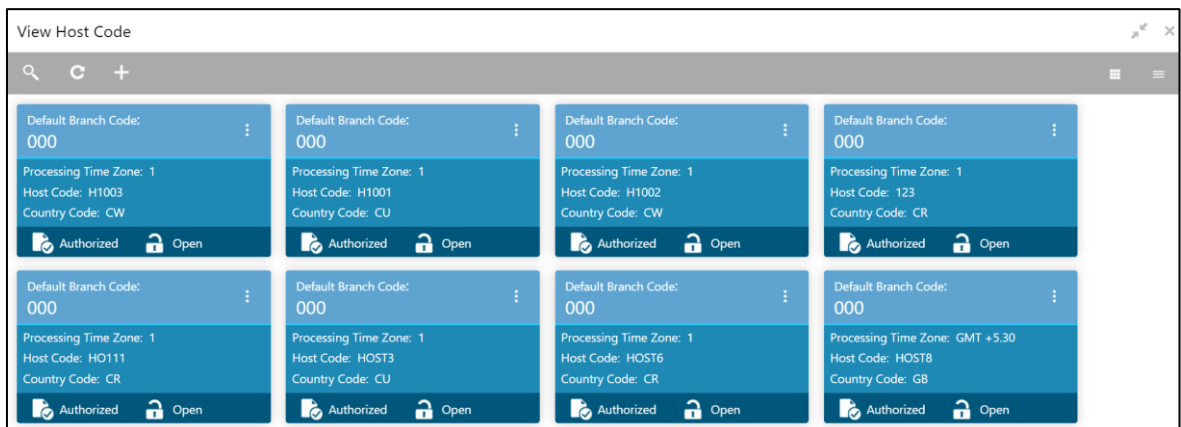 View Host Code
Default Branch Code:
000
Processing Time Zone: 1
Host Code: H1003
Country Code: CW
Authorized Open
Default Branch Code:
000
Processing Time Zone: 1
Host Code: H1001
Country Code: CU
Authorized Open
Default Branch Code:
000
Processing Time Zone: 1
Host Code: H1002
Country Code: CW
Authorized Open
Default Branch Code:
000
Processing Time Zone: 1
Host Code: 123
Country Code: CR
Authorized Open
Default Branch Code:
000
Processing Time Zone: 1
Host Code: HO111
Country Code: CR
Authorized Open
Default Branch Code:
000
Processing Time Zone: 1
Host Code: HOST3
Country Code: CU
Authorized Open
Default Branch Code:
000
Processing Time Zone: 1
Host Code: HOST6
Country Code: CR
Authorized Open
Default Branch Code:
000
Processing Time Zone: GMT +5.30
Host Code: HOST8
Country Code: GB
Authorized Open